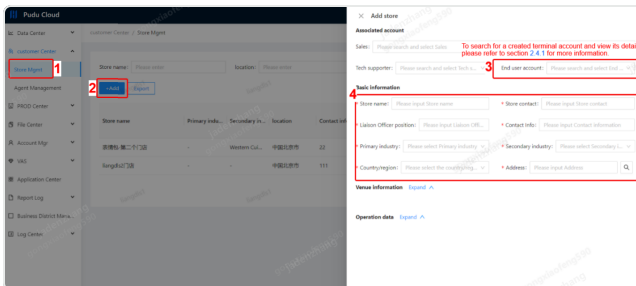 Pudu Cloud
Data Center
customer Center
Store Mgmt
1
Agent Management
PROD Center
File Center
Account Mgr
VAS
Application Center
Report Log
Business District Mana...
Log Center
customer Center / Store Mgmt
Store name: Please enter
location: Please enter
2
+Add
Export
Store name
Primary indu...
Secondary in...
location
Contact inf
-
Western Cui...
中国北京市
22
-
-
中国北京市
111
× Add store
Associated account
Sales: Please search and select Sales
To search for a created terminal account and view its detai
please refer to section 2.4.1 for more information.
Tech supporter: Please search and select Tech s...
3
End user account: Please search and select End ...
4
Basic information
* Store name: Please input Store name
* Store contact: Please input Store contact
* Liaison Officer position: Please input Liaison Offi...
* Contact Info: Please input Contact Information
* Primary industry: Please select Primary industry
* Secondary industry: Please select Secondary i...
* Country/region: Please select the country/reg...
* Address: Please input Address
Venue information Expand
Operation data Expand